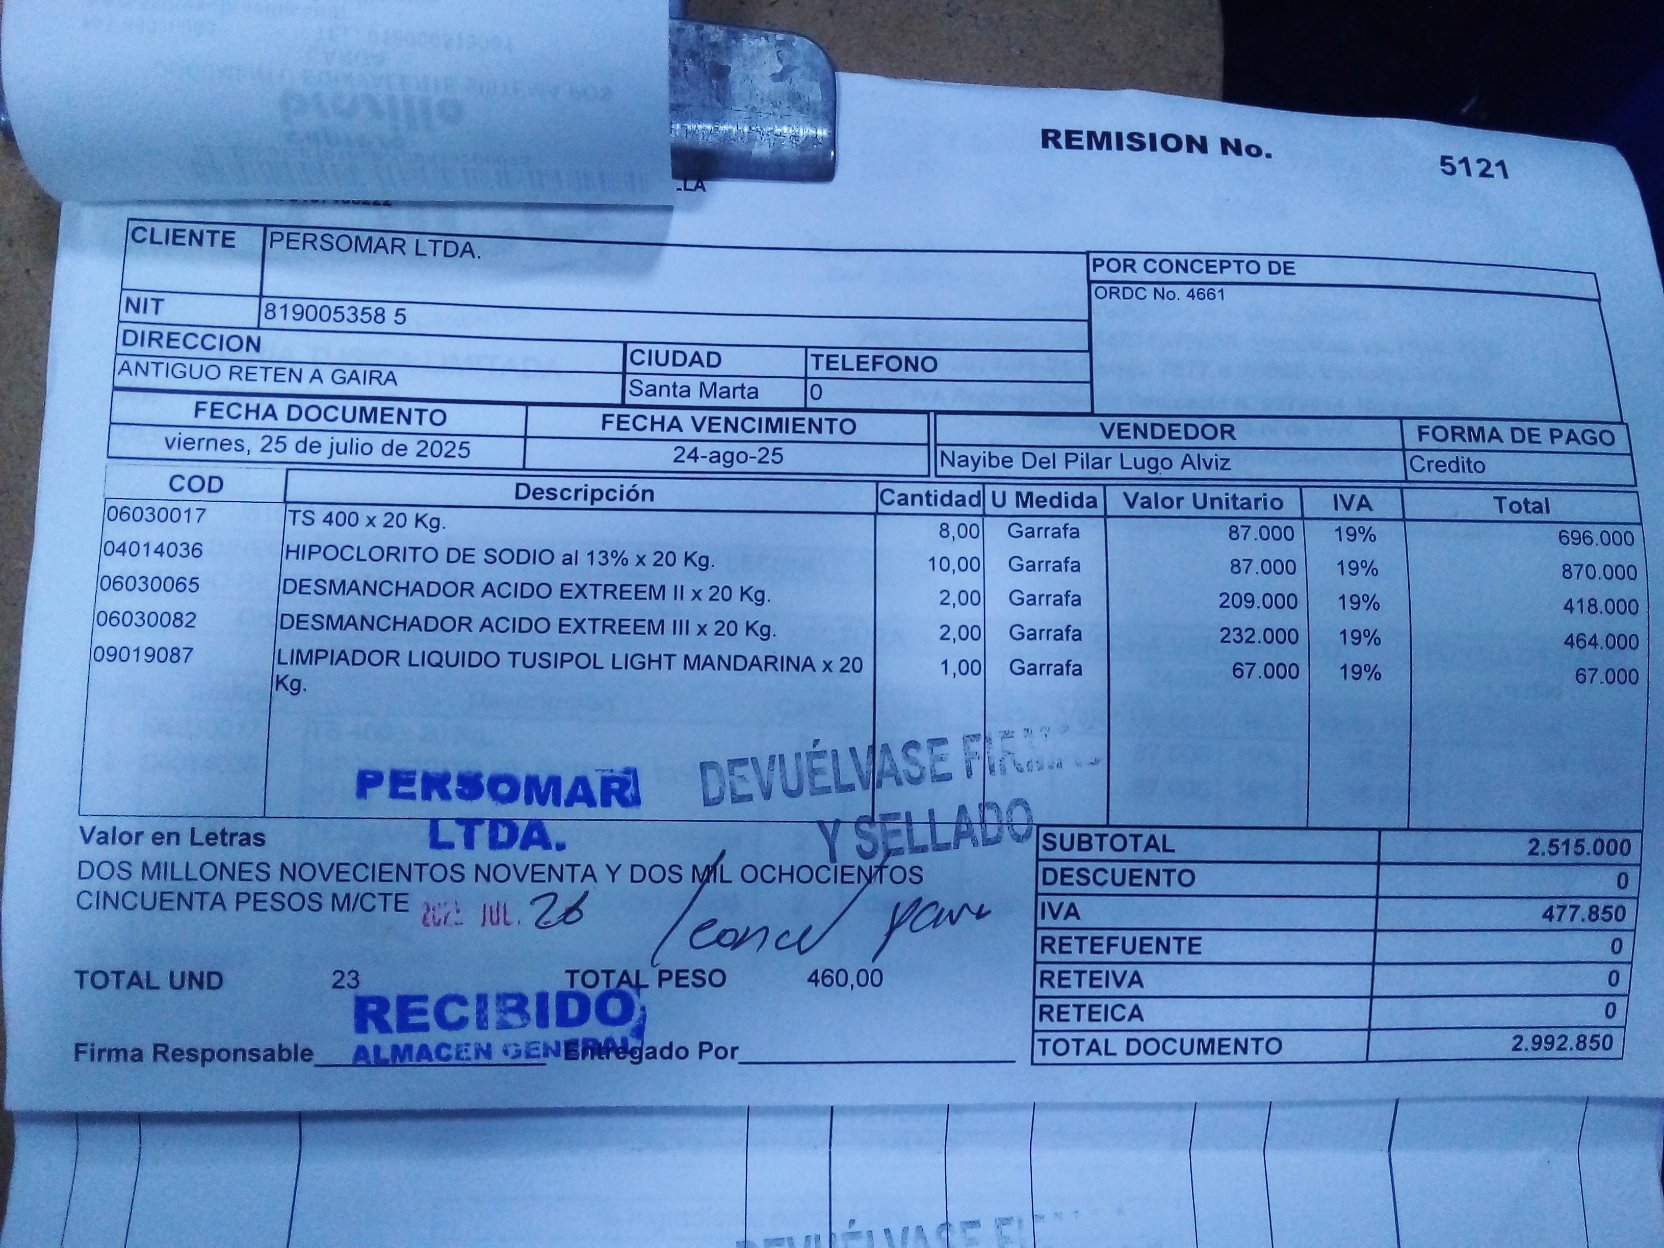 REMISION No. 5121
CLIENTE PERSOMAR LTDA.
NIT 819005358 5
POR CONCEPTO DE
ORDC No. 4661
DIRECCION CIUDAD TELEFONO
ANTIGUO RETEN A GAIRA Santa Marta 0
FECHA DOCUMENTO FECHA VENCIMIENTO VENDEDOR FORMA DE PAGO
viernes, 25 de julio de 2025 24-ago-25 Nayibe Del Pilar Lugo Alviz Credito
COD Descripción Cantidad U Medida Valor Unitario IVA Total
06030017 TS 400 x 20 Kg. 8,00 Garrafa 87.000 19% 696.000
04014036 HIPOCLORITO DE SODIO al 13% x 20 Kg. 10,00 Garrafa 87.000 19% 870.000
06030065 DESMANCHADOR ACIDO EXTREEM II x 20 Kg. 2,00 Garrafa 209.000 19% 418.000
06030082 DESMANCHADOR ACIDO EXTREEM III x 20 Kg. 2,00 Garrafa 232.000 19% 464.000
09019087 LIMPIADOR LIQUIDO TUSIPOL LIGHT MANDARINA x 20 1,00 Garrafa 67.000 19% 67.000
Kg.
PERSOMAR
LTDA.
DEVUÉLVASE
Y SELLADO
Valor en Letras
DOS MILLONES NOVECIENTOS NOVENTA Y DOS MIL OCHOCIENTOS
CINCUENTA PESOS M/CTE
JUL. 26
SUBTOTAL 2.515.000
DESCUENTO 0
IVA 477.850
RETEFUENTE 0
RETEIVA 0
RETEICA 0
TOTAL DOCUMENTO 2.992.850
TOTAL UND 23 TOTAL PESO 460,00
RECIBIDO
ALMACEN GENERAL
Firma Responsable Entregado Por
DEVUÉLVASE